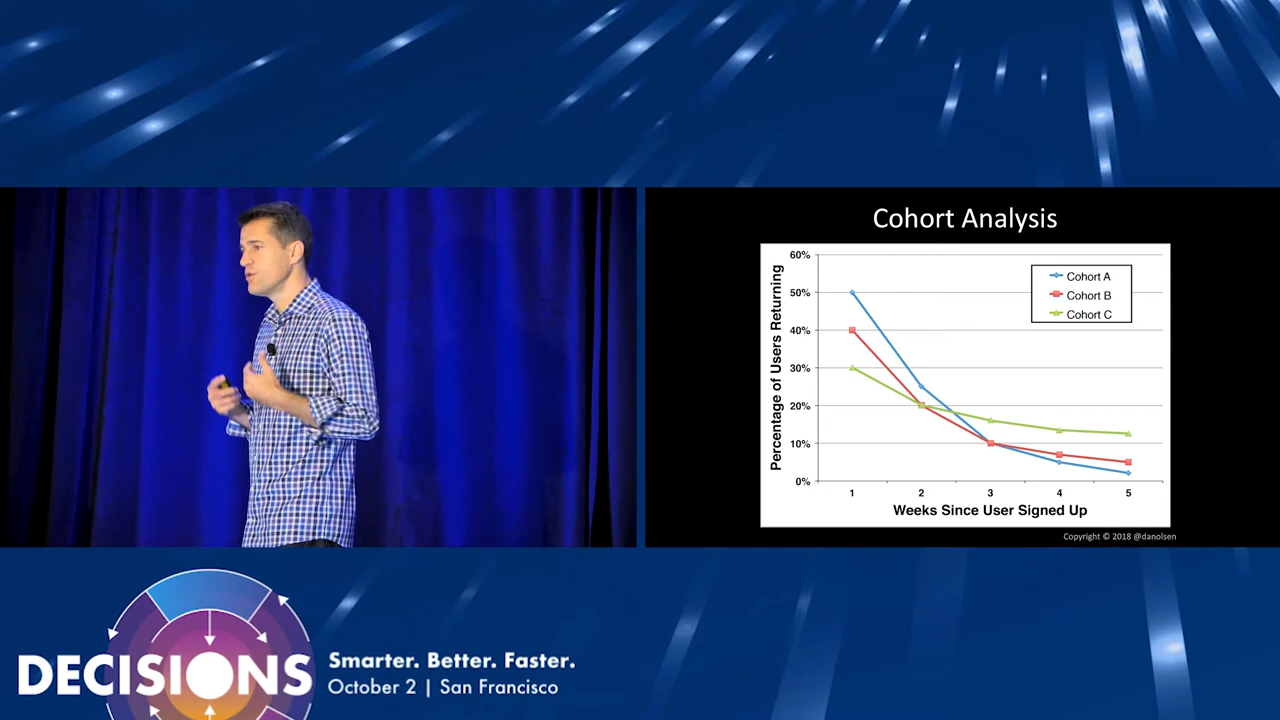 Cohort Analysis
Percentage of Users Returning
60%
50%
40%
30%
20%
10%
0%
Cohort A
Cohort B
Cohort C
1 2 3 4 5
Weeks Since User Signed Up
Copyright © 2018 @danolsen
DECISIONS
Smarter. Better. Faster.
October 2 | San Francisco